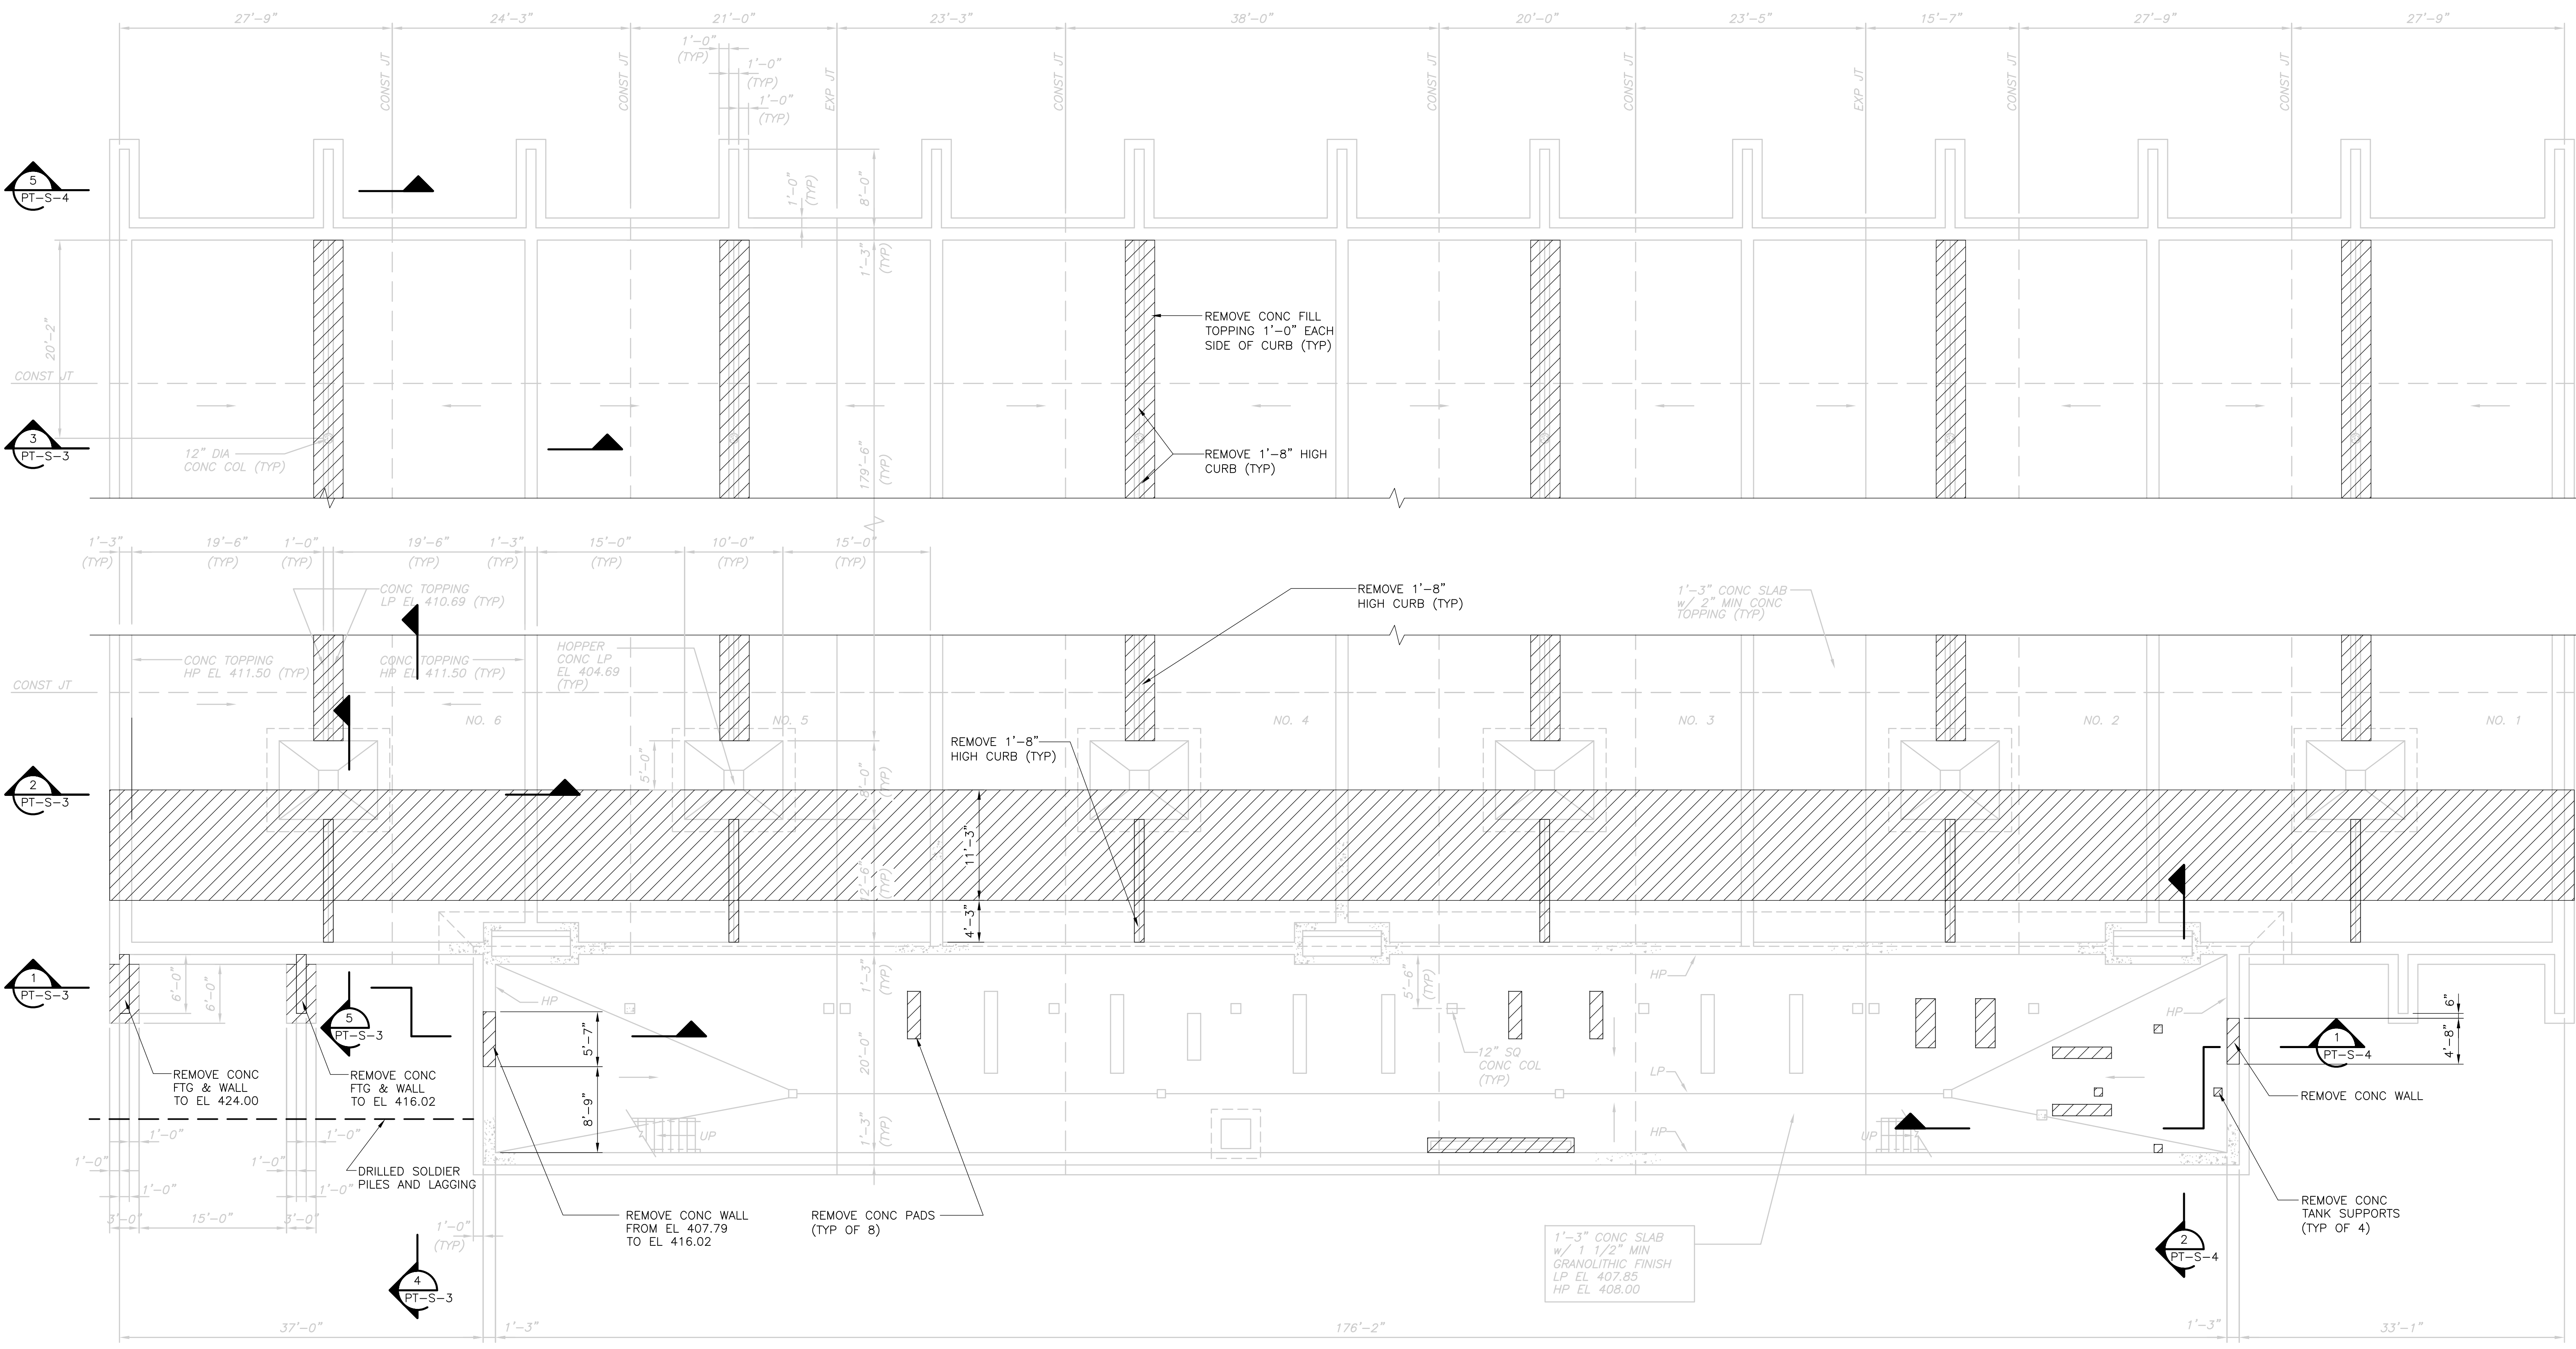 27'-9"
24'-3"
21'-0"
23'-3"
38'-0"
20'-0"
23'-5"
15'-7"
27'-9"
27'-9"
CONST JT
CONST JT
EXP JT
CONST JT
CONST JT
CONST JT
EXP JT
CONST JT
CONST JT
1'-0"
(TYP)
1'-0"
(TYP)
1'-0"
(TYP)
5
PT-S-4
1'-0"
(TYP)
8'-0"
1'-3"
(TYP)
20'-2"
REMOVE CONC FILL
TOPPING 1'-0" EACH
SIDE OF CURB (TYP)
CONST JT
3
PT-S-3
12" DIA
CONC COL (TYP)
179'-6"
(TYP)
REMOVE 1'-8" HIGH
CURB (TYP)
1'-3"
(TYP)
19'-6"
(TYP)
1'-0"
(TYP)
19'-6"
(TYP)
1'-3"
(TYP)
15'-0"
(TYP)
10'-0"
(TYP)
15'-0"
(TYP)
CONC TOPPING
LP EL 410.69 (TYP)
REMOVE 1'-8"
HIGH CURB (TYP)
1'-3" CONC SLAB
w/ 2" MIN CONC
TOPPING (TYP)
CONC TOPPING
HP EL 411.50 (TYP)
CONC TOPPING
HP EL 411.50 (TYP)
HOPPER
CONC LP
EL 404.69
(TYP)
CONST JT
NO. 6
NO. 5
NO. 4
NO. 3
NO. 2
NO. 1
REMOVE 1'-8"
HIGH CURB (TYP)
5'-0"
(TYP)
2
PT-S-3
11'-3"
12'-6"
(TYP)
4'-3"
1
PT-S-3
6'-0"
6'-0"
5
PT-S-3
HP
1'-3"
(TYP)
5'-6"
(TYP)
HP
HP
6"
4'-8"
1
PT-S-4
REMOVE CONC
FTG & WALL
TO EL 424.00
REMOVE CONC
FTG & WALL
TO EL 416.02
5'-7"
8'-9"
20'-0"
12" SQ
CONC COL
(TYP)
LP
REMOVE CONC WALL
1'-0"
1'-0"
UP
1'-3"
(TYP)
HP
UP
1'-0"
1'-0"
DRILLED SOLDIER
PILES AND LAGGING
1'-0"
1'-0"
3'-0"
15'-0"
3'-0"
1'-0"
(TYP)
REMOVE CONC WALL
FROM EL 407.79
TO EL 416.02
REMOVE CONC PADS
(TYP OF 8)
REMOVE CONC
TANK SUPPORTS
(TYP OF 4)
1'-3" CONC SLAB
w/ 1 1/2" MIN
GRANOLITHIC FINISH
LP EL 407.85
HP EL 408.00
2
PT-S-4
4
PT-S-3
37'-0"
1'-3"
176'-2"
1'-3"
33'-1"